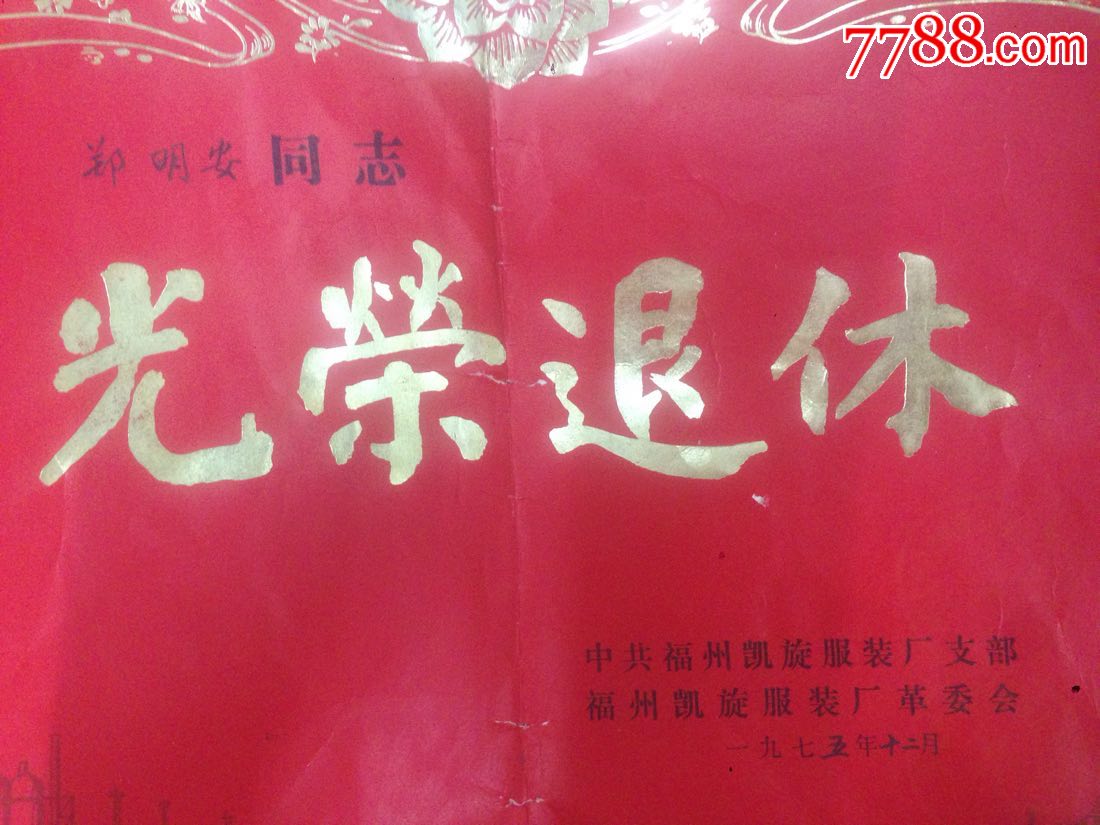 7788.com
郑明安同志
光榮退休
中共福州凯旋服装厂支部
福州凯旋服装厂革委会
一九七五年十二月